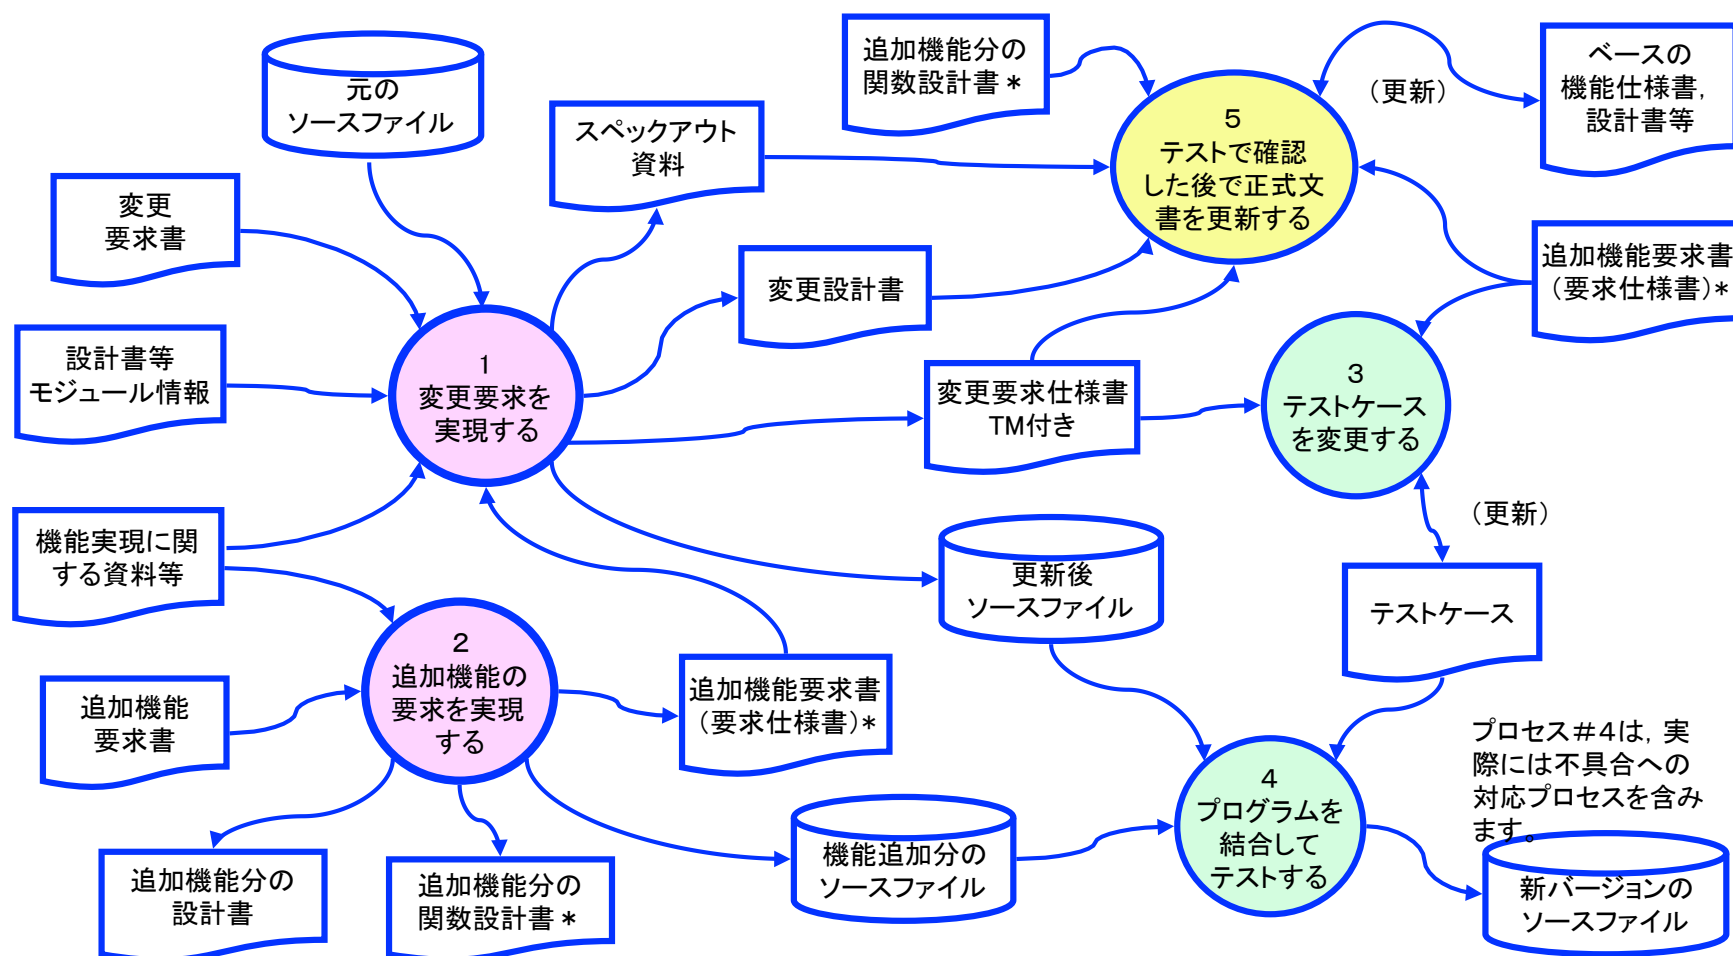 元の
ソースファイル
変更
要求書
設計書等
モジュール情報
機能実現に関
する資料等
追加機能
要求書
1
変更要求を
実現する
2
追加機能の
要求を実現
する
スペックアウト
資料
変更設計書
変更要求仕様書
TM付き
追加機能要求書
(要求仕様書)*
追加機能分の
設計書
追加機能分の
関数設計書*
機能追加分の
ソースファイル
更新後
ソースファイル
追加機能分の
関数設計書*
5
テストで確認
した後で正式文
書を更新する
(更新)
ベースの
機能仕様書,
設計書等
追加機能要求書
(要求仕様書)*
3
テストケース
を変更する
(更新)
テストケース
4
プログラムを
結合して
テストする
プロセス#4は, 実
際には不具合への
対応プロセスを含み
ます。
新バージョンの
ソースファイル